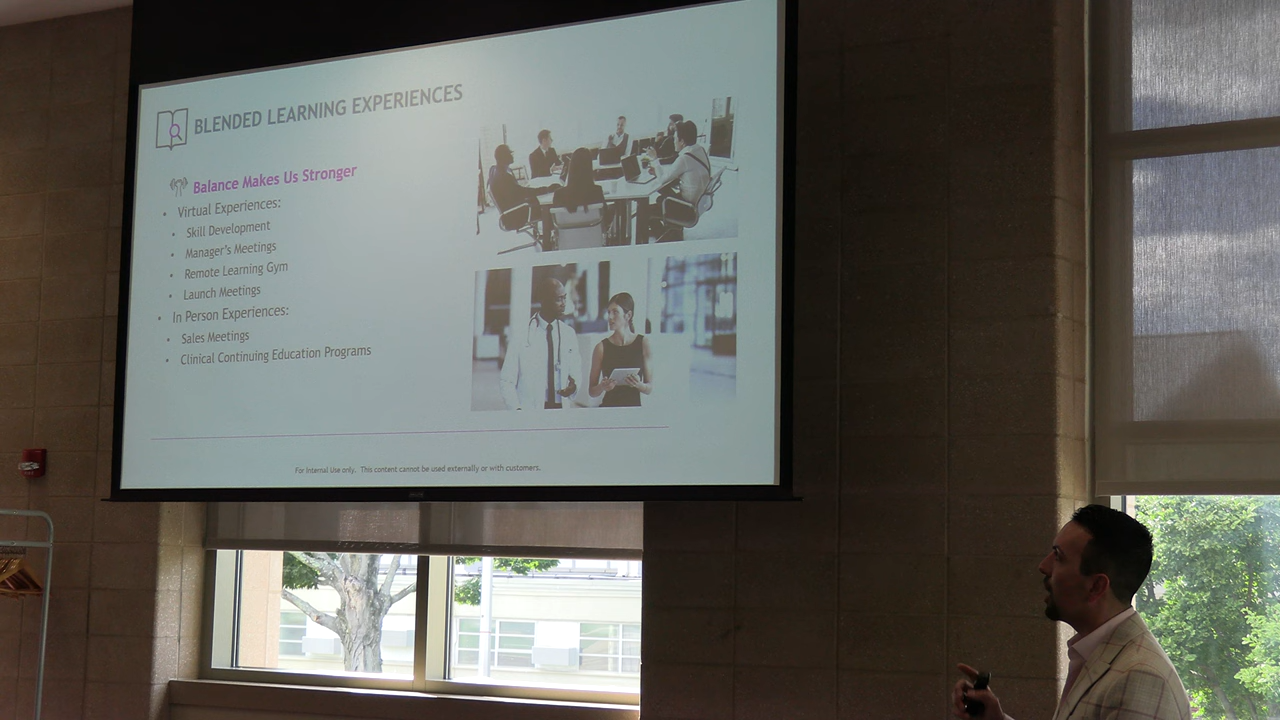 BLENDED LEARNING EXPERIENCES
Balance Makes Us Stronger
• Virtual Experiences:
• Skill Development
• Manager's Meetings
• Remote Learning Gym
• Launch Meetings
• In Person Experiences:
• Sales Meetings
• Clinical Continuing Education Programs
For Internal Use only. This content cannot be used externally or with customers.